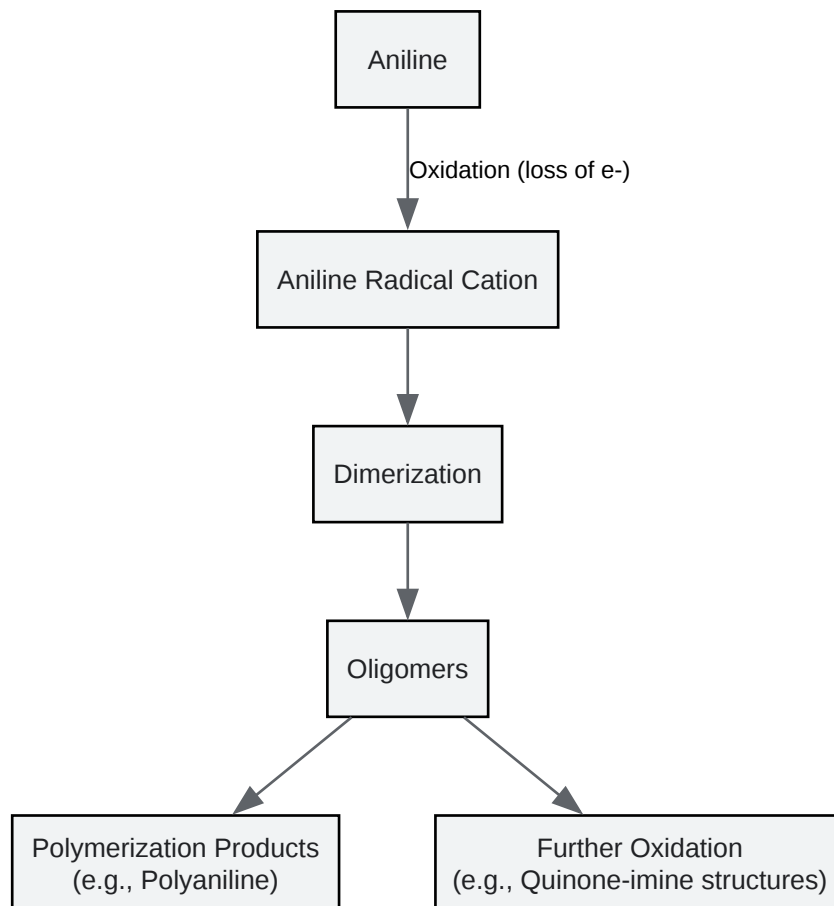 Aniline
Oxidation (loss of e-)
Aniline Radical Cation
Dimerization
Oligomers
Polymerization Products
(e.g., Polyaniline)
Further Oxidation
(e.g., Quinone-imine structures)